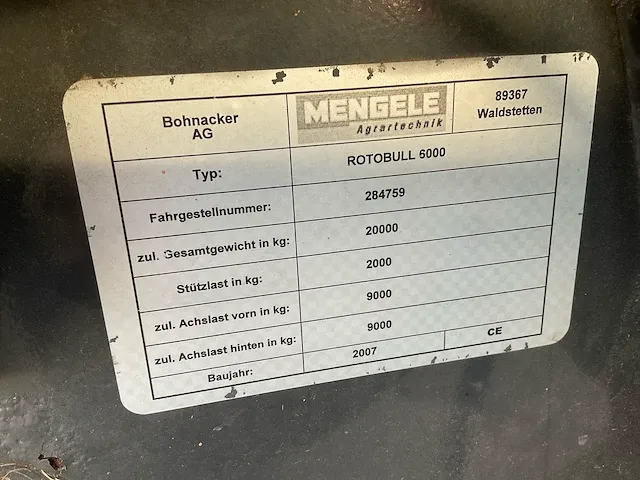 Bohnacker
AG
MENGELE
Agrartechnik
89367
Waldstetten
Typ: ROTOBULL 6000
Fahrgestellnummer: 284759
zul. Gesamtgewicht in kg: 20000
Stützlast in kg: 2000
zul. Achslast vorn in kg: 9000
zul. Achslast hinten in kg: 9000
Baujahr: 2007 CE